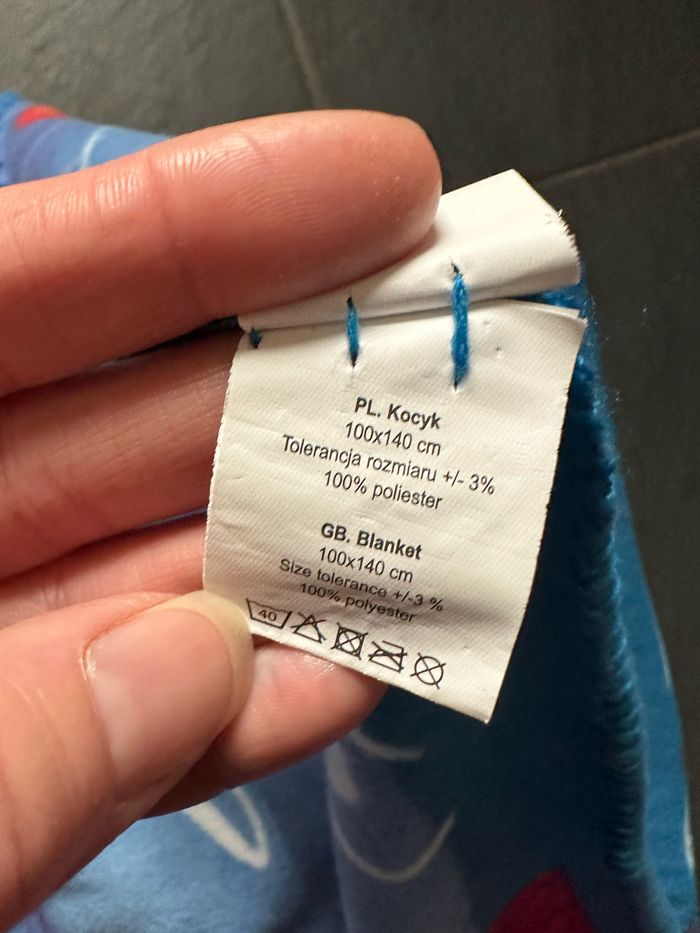 PL. Kocyk
100x140 cm
Tolerancja rozmiaru +/- 3%
100% poliester
GB. Blanket
100x140 cm
Size tolerance +/-3 %
100% polyester
40